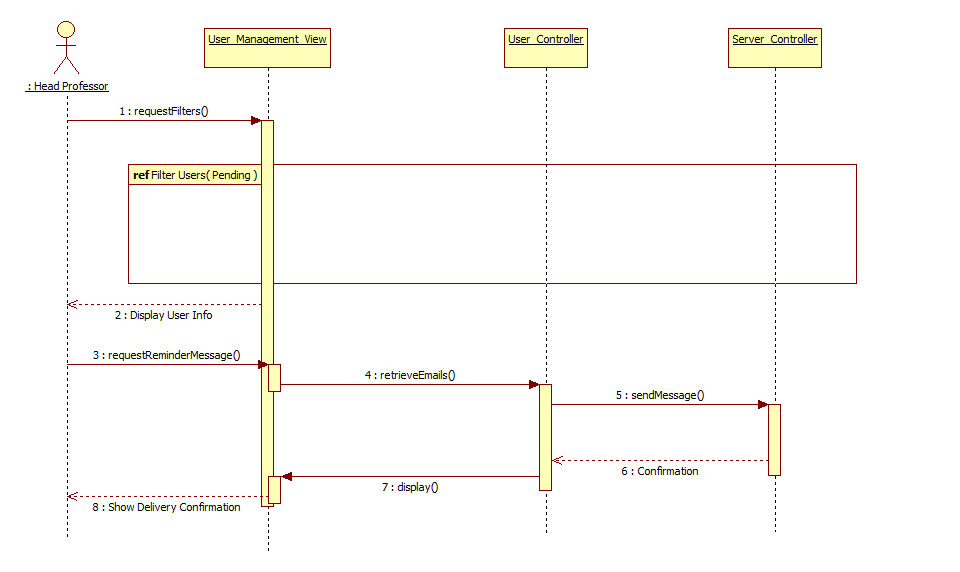 User_Management_View
User_Controller
Server_Controller
: Head Professor
1 : requestFilters()
ref Filter Users( Pending )
2 : Display User Info
3 : requestReminderMessage()
4 : retrieveEmails()
5 : sendMessage()
6 : Confirmation
7 : display()
8 : Show Delivery Confirmation